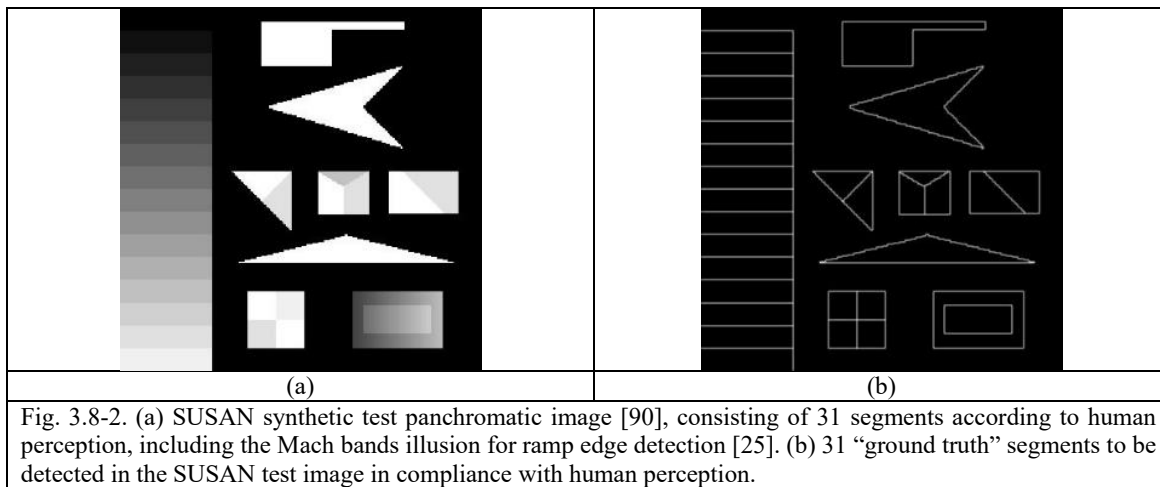 (a) (b)
Fig. 3.8-2. (a) SUSAN synthetic test panchromatic image [90], consisting of 31 segments according to human
perception, including the Mach bands illusion for ramp edge detection [25]. (b) 31 “ground truth” segments to be
detected in the SUSAN test image in compliance with human perception.